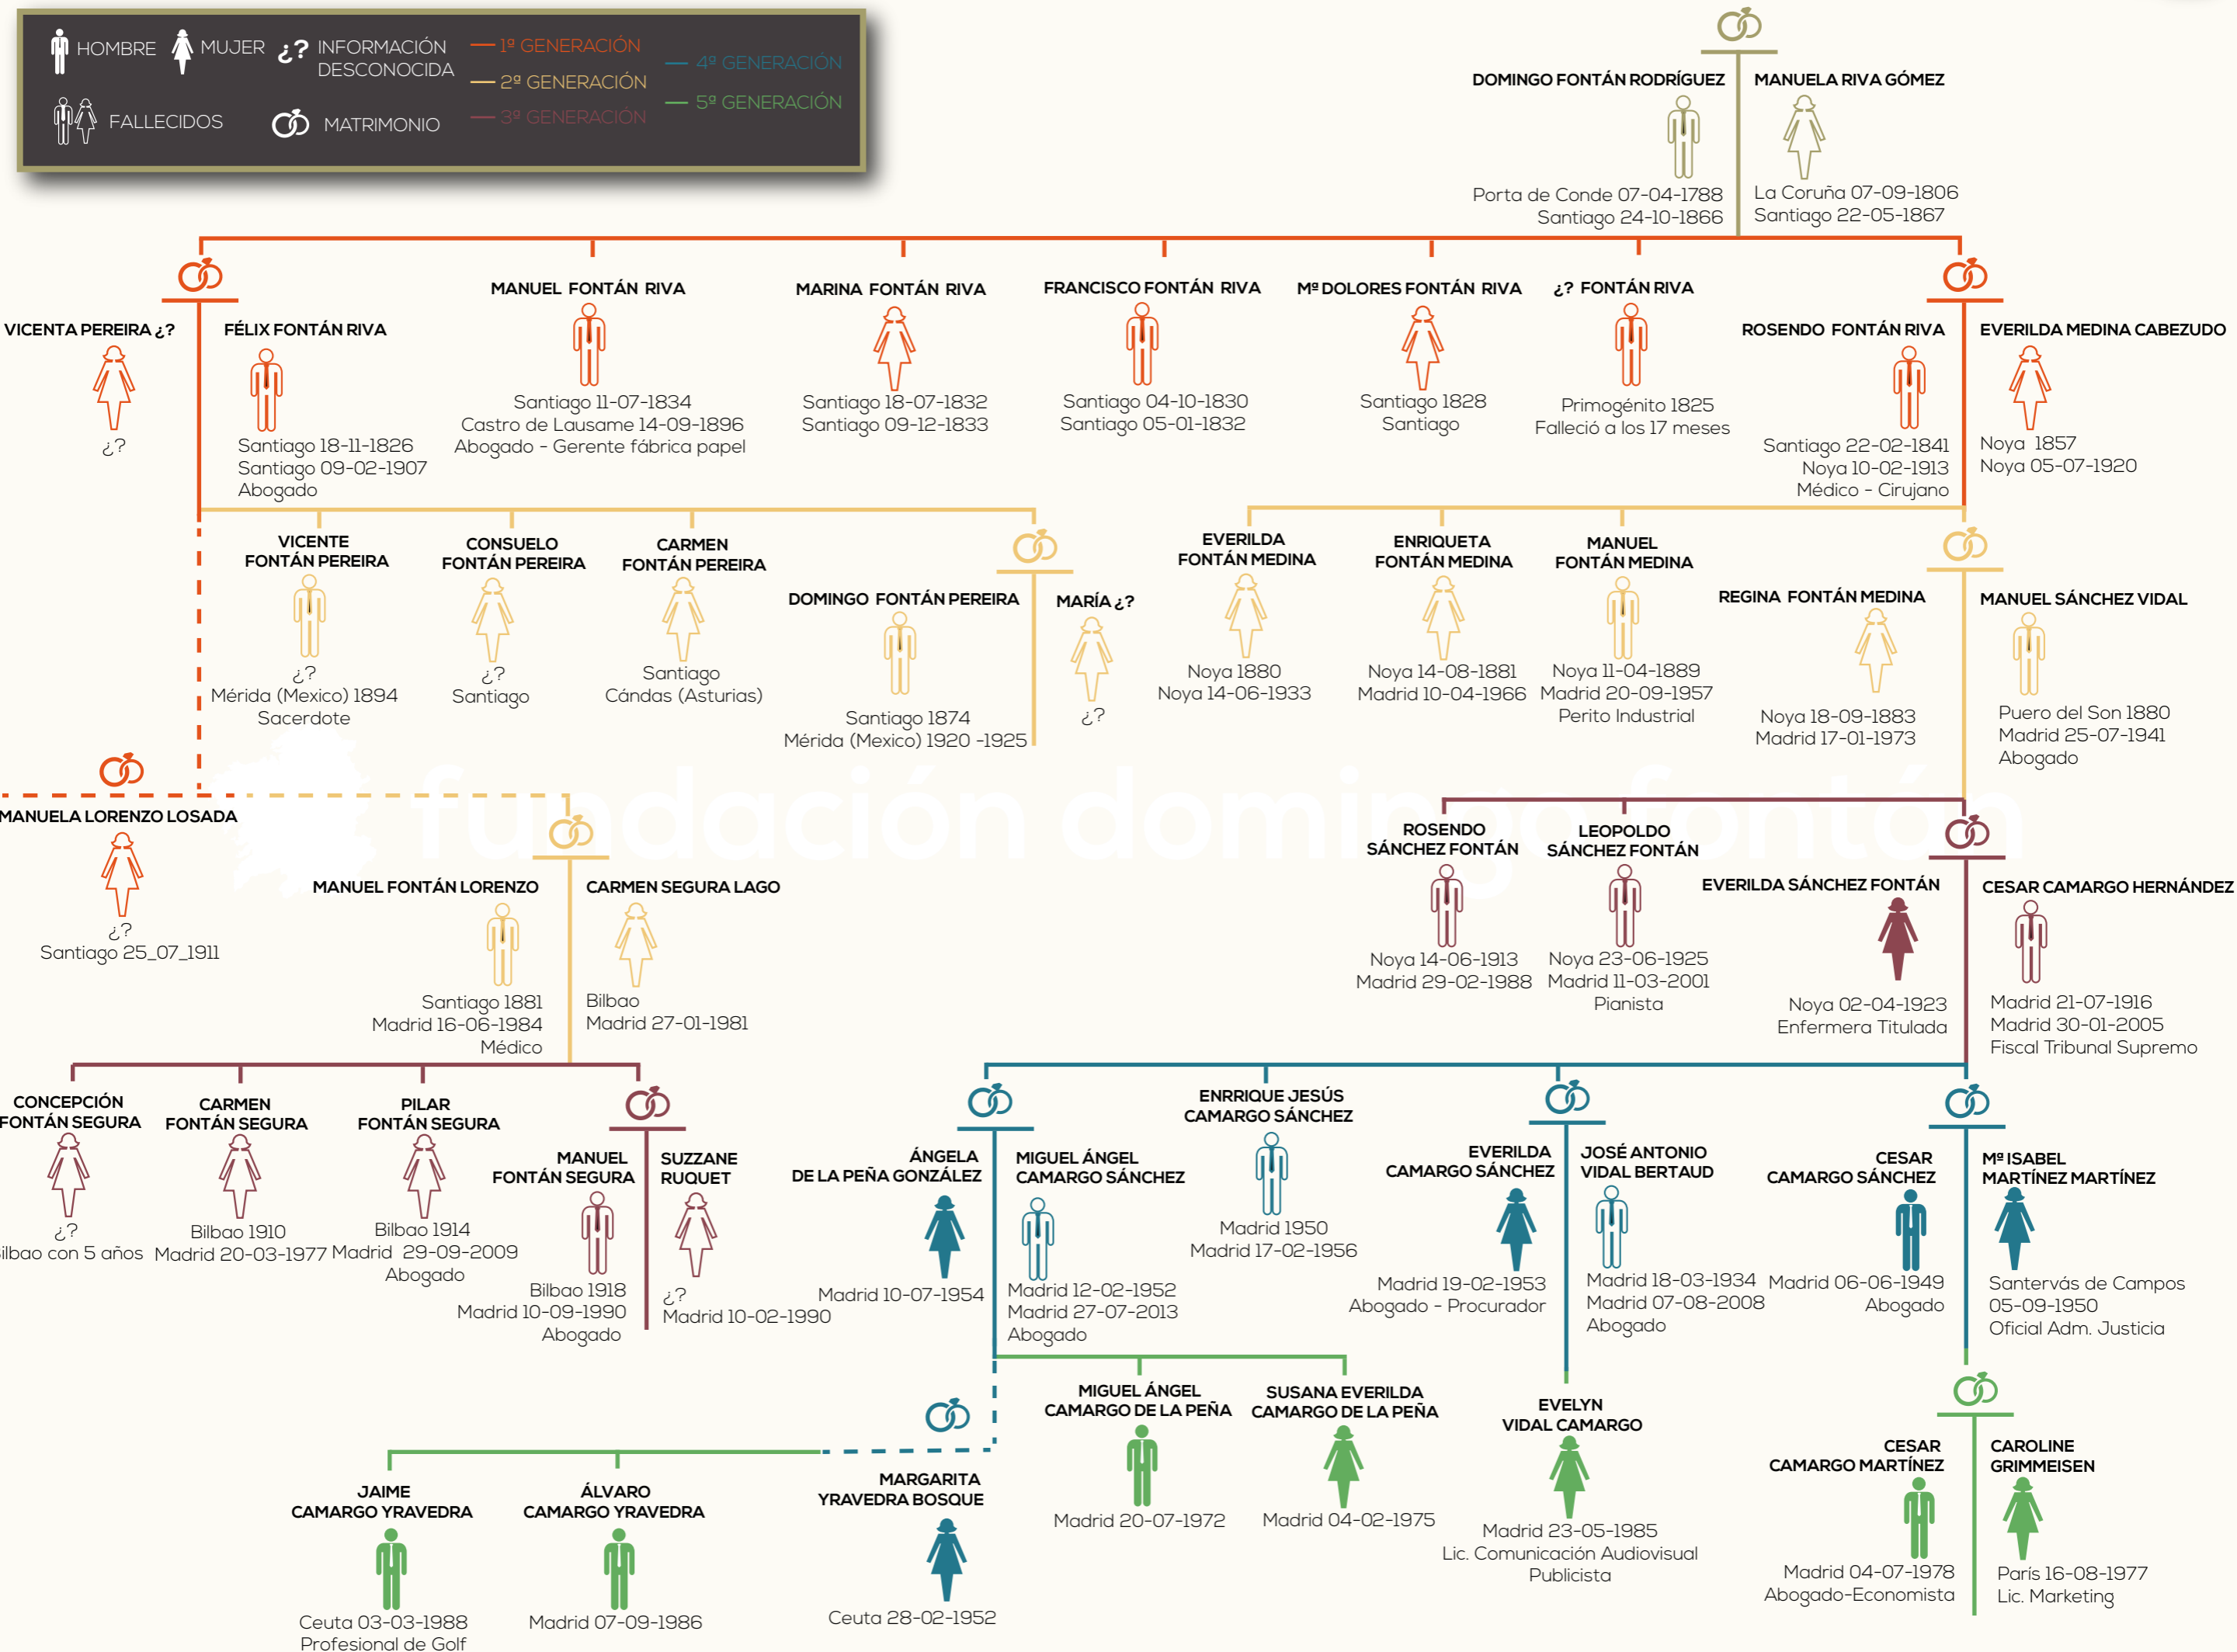 HOMBRE
MUJER
¿? INFORMACIÓN
DESCONOCIDA
FALLECIDOS
MATRIMONIO
1º GENERACIÓN
2º GENERACIÓN
3º GENERACIÓN
4º GENERACIÓN
5º GENERACIÓN
DOMINGO FONTÁN RODRÍGUEZ
Porta de Conde 07-04-1788
Santiago 24-10-1866
MANUELA RIVA GÓMEZ
La Coruña 07-09-1806
Santiago 22-05-1867
VICENTA PEREIRA ¿?
¿?
FÉLIX FONTÁN RIVA
Santiago 18-11-1826
Santiago 09-02-1907
Abogado
MANUEL FONTÁN RIVA
Santiago 11-07-1834
Castro de Lausame 14-09-1896
Abogado - Gerente fábrica papel
MARINA FONTÁN RIVA
Santiago 18-07-1832
Santiago 09-12-1833
FRANCISCO FONTÁN RIVA
Santiago 04-10-1830
Santiago 05-01-1832
Mª DOLORES FONTÁN RIVA
Santiago 1828
Santiago
¿? FONTÁN RIVA
Primogénito 1825
Falleció a los 17 meses
ROSENDO FONTÁN RIVA
Santiago 22-02-1841
Noya 10-02-1913
Médico - Cirujano
EVERILDA MEDINA CABEZUDO
Noya 1857
Noya 05-07-1920
VICENTE
FONTÁN PEREIRA
¿?
Mérida (Mexico) 1894
Sacerdote
CONSUELO
FONTÁN PEREIRA
¿?
Santiago
CARMEN
FONTÁN PEREIRA
Santiago
Cándas (Asturias)
DOMINGO FONTÁN PEREIRA
Santiago 1874
Mérida (Mexico) 1920 -1925
MARÍA ¿?
¿?
EVERILDA
FONTÁN MEDINA
Noya 1880
Noya 14-06-1933
ENRIQUETA
FONTÁN MEDINA
Noya 14-08-1881
Madrid 10-04-1966
MANUEL
FONTÁN MEDINA
Noya 11-04-1889
Madrid 20-09-1957
Perito Industrial
REGINA FONTÁN MEDINA
Noya 18-09-1883
Madrid 17-01-1973
MANUEL SÁNCHEZ VIDAL
Puero del Son 1880
Madrid 25-07-1941
Abogado
fundación domingo fontán
MANUELA LORENZO LOSADA
¿?
Santiago 25_07_1911
MANUEL FONTÁN LORENZO
Santiago 1881
Madrid 16-06-1984
Médico
CARMEN SEGURA LAGO
Bilbao
Madrid 27-01-1981
ROSENDO
SÁNCHEZ FONTÁN
Noya 14-06-1913
Madrid 29-02-1988
LEOPOLDO
SÁNCHEZ FONTÁN
Noya 23-06-1925
Madrid 11-03-2001
Pianista
EVERILDA SÁNCHEZ FONTÁN
Noya 02-04-1923
Enfermera Titulada
CESAR CAMARGO HERNÁNDEZ
Madrid 21-07-1916
Madrid 30-01-2005
Fiscal Tribunal Supremo
CONCEPCIÓN
FONTÁN SEGURA
¿?
Bilbao con 5 años
CARMEN
FONTÁN SEGURA
Bilbao 1910
Madrid 20-03-1977
PILAR
FONTÁN SEGURA
Bilbao 1914
Madrid 29-09-2009
Abogado
MANUEL
FONTÁN SEGURA
Bilbao 1918
Madrid 10-09-1990
Abogado
SUZZANE
RUQUET
¿?
Madrid 10-02-1990
ÁNGELA
DE LA PEÑA GONZÁLEZ
Madrid 10-07-1954
MIGUEL ÁNGEL
CAMARGO SÁNCHEZ
Madrid 12-02-1952
Madrid 27-07-2013
Abogado
ENRRIQUE JESÚS
CAMARGO SÁNCHEZ
Madrid 1950
Madrid 17-02-1956
EVERILDA
CAMARGO SÁNCHEZ
Madrid 19-02-1953
Abogado - Procurador
JOSÉ ANTONIO
VIDAL BERTAUD
Madrid 18-03-1934
Madrid 07-08-2008
Abogado
CESAR
CAMARGO SÁNCHEZ
Madrid 06-06-1949
Abogado
Mª ISABEL
MARTÍNEZ MARTÍNEZ
Santervás de Campos
05-09-1950
Oficial Adm. Justicia
JAIME
CAMARGO YRAVEDRA
Ceuta 03-03-1988
Profesional de Golf
ÁLVARO
CAMARGO YRAVEDRA
Madrid 07-09-1986
MARGARITA
YRAVEDRA BOSQUE
Ceuta 28-02-1952
MIGUEL ÁNGEL
CAMARGO DE LA PEÑA
Madrid 20-07-1972
SUSANA EVERILDA
CAMARGO DE LA PEÑA
Madrid 04-02-1975
EVELYN
VIDAL CAMARGO
Madrid 23-05-1985
Lic. Comunicación Audiovisual
Publicista
CESAR
CAMARGO MARTÍNEZ
Madrid 04-07-1978
Abogado-Economista
CAROLINE
GRIMMEISEN
París 16-08-1977
Lic. Marketing